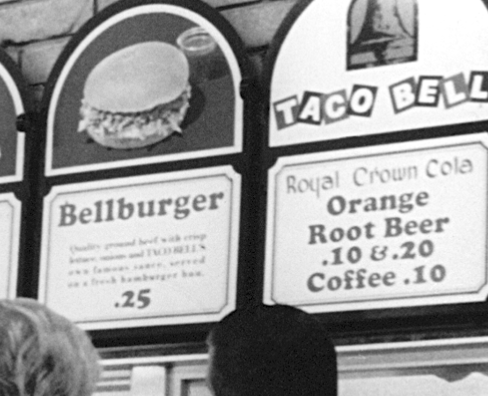 Bellburger
Quality ground beef with crisp
lettuce, onions and TACO BELL'S
own famous sauce, served
on a fresh hamburger bun.
.25
TACO BELL
Royal Crown Cola
Orange
Root Beer
.10 & .20
Coffee .10